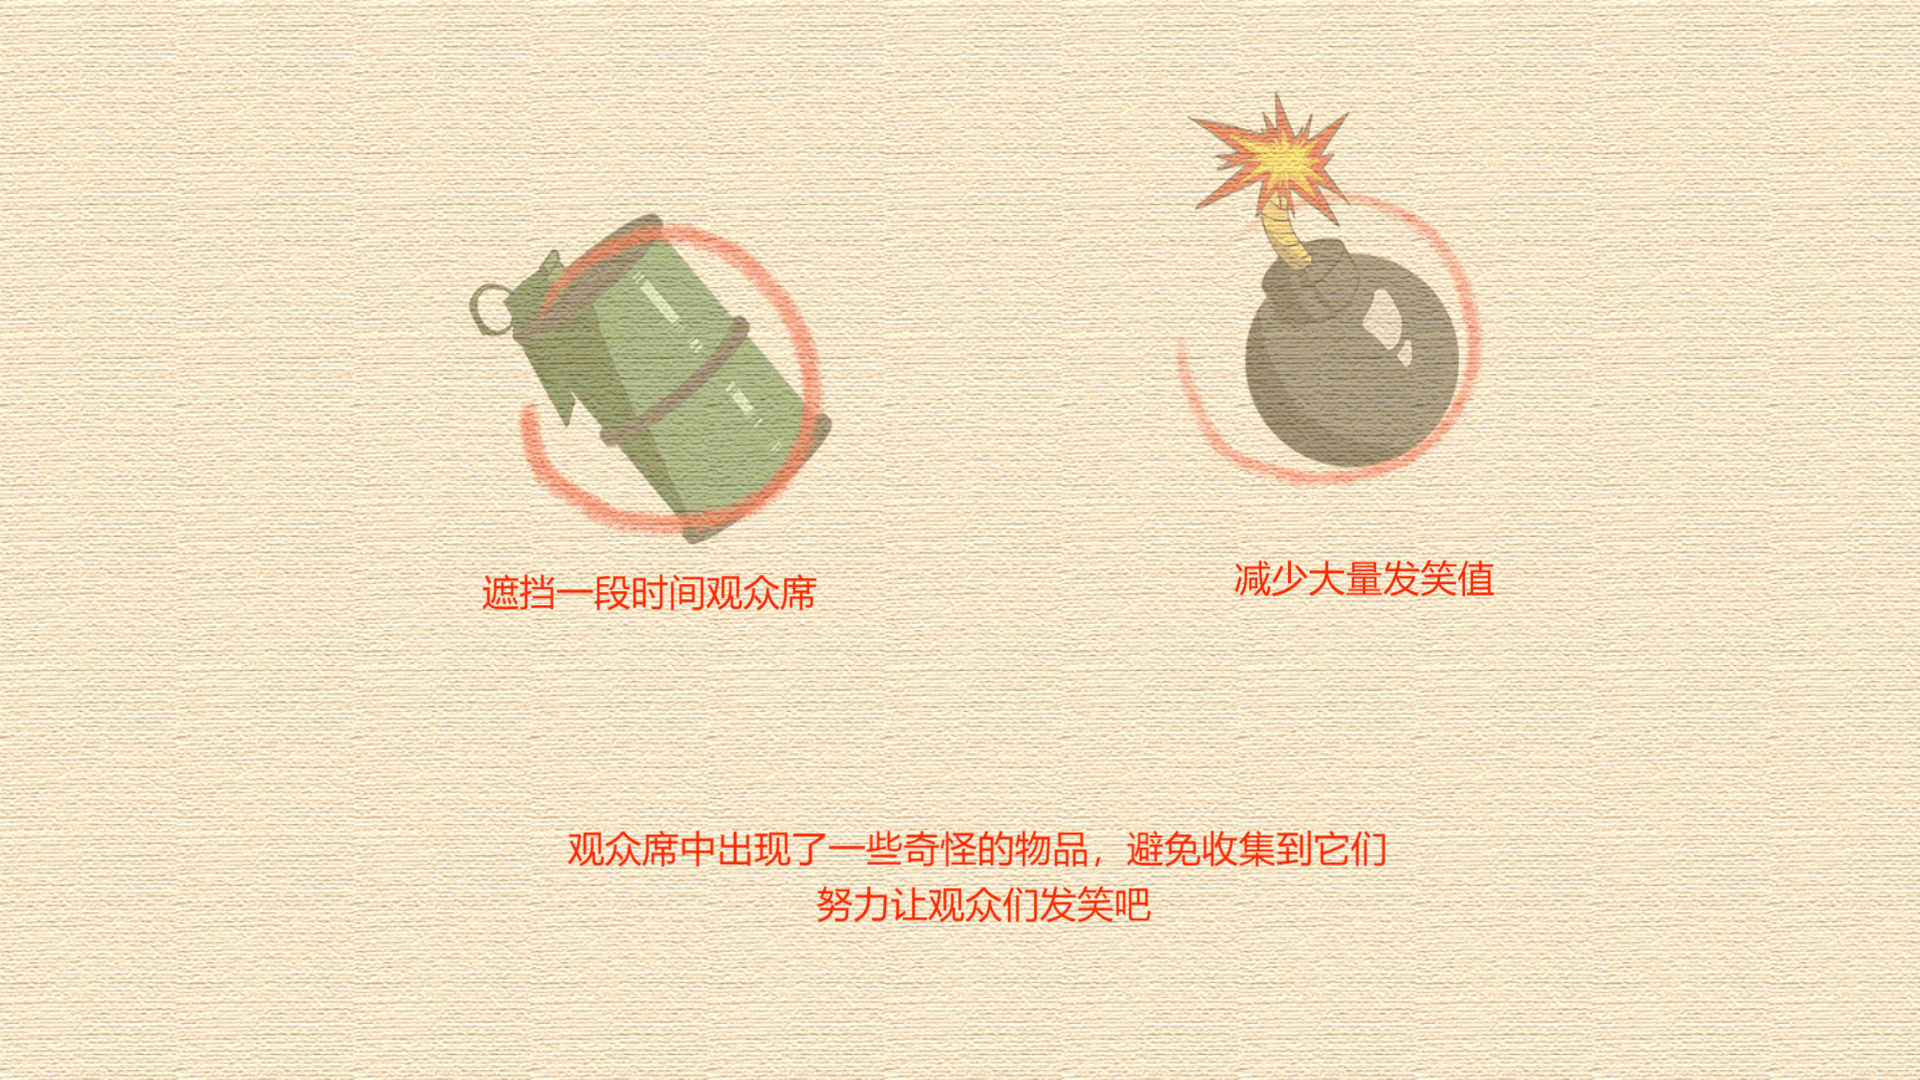 遮挡一段时间观众席
减少大量发笑值
观众席中出现了一些奇怪的物品，避免收集到它们
努力让观众们发笑吧